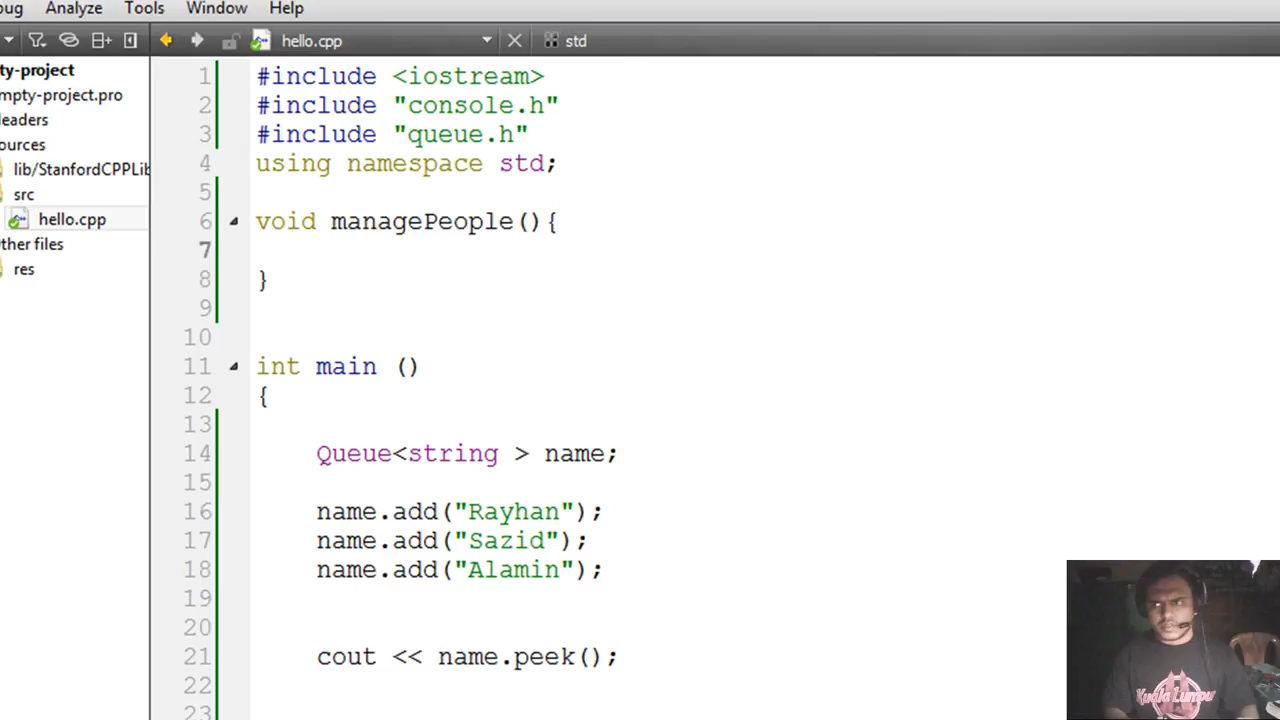 ug Analyze Tools Window Help
hello.cpp std
ty-project
mpty-project.pro
eaders
ources
lib/StanfordCPPLib
src
hello.cpp
ther files
res
1 #include <iostream>
2 #include "console.h"
3 #include "queue.h"
4 using namespace std;
5
6 void managePeople(){
7
8 }
9
10
11 int main ()
12 {
13
14 Queue<string > name;
15
16 name.add("Rayhan");
17 name.add("Sazid");
18 name.add("Alamin");
19
20
21 cout << name.peek();
22
23
Kuala Lumpur